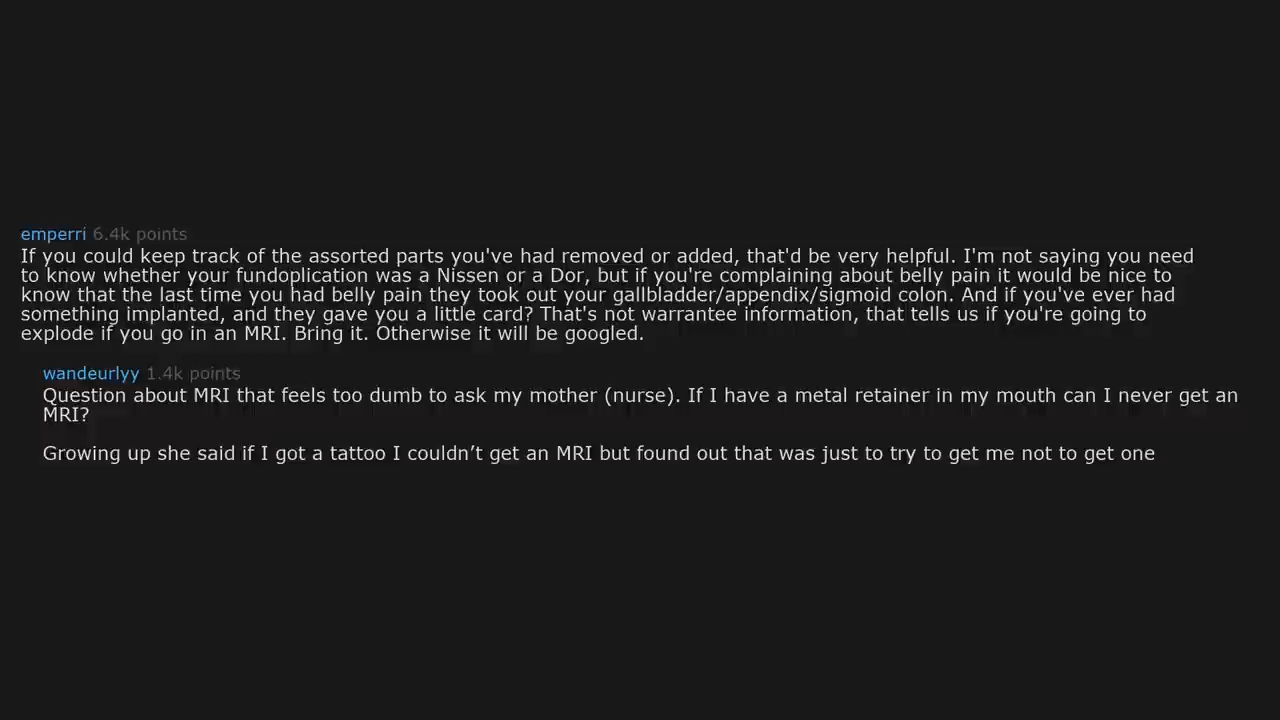 emperri 6.4k points
If you could keep track of the assorted parts you've had removed or added, that'd be very helpful. I'm not saying you need
to know whether your fundoplication was a Nissen or a Dor, but if you're complaining about belly pain it would be nice to
know that the last time you had belly pain they took out your gallbladder/appendix/sigmoid colon. And if you've ever had
something implanted, and they gave you a little card? That's not warrantee information, that tells us if you're going to
explode if you go in an MRI. Bring it. Otherwise it will be googled.
wandeurlyy 1.4k points
Question about MRI that feels too dumb to ask my mother (nurse). If I have a metal retainer in my mouth can I never get an
MRI?
Growing up she said if I got a tattoo I couldn’t get an MRI but found out that was just to try to get me not to get one